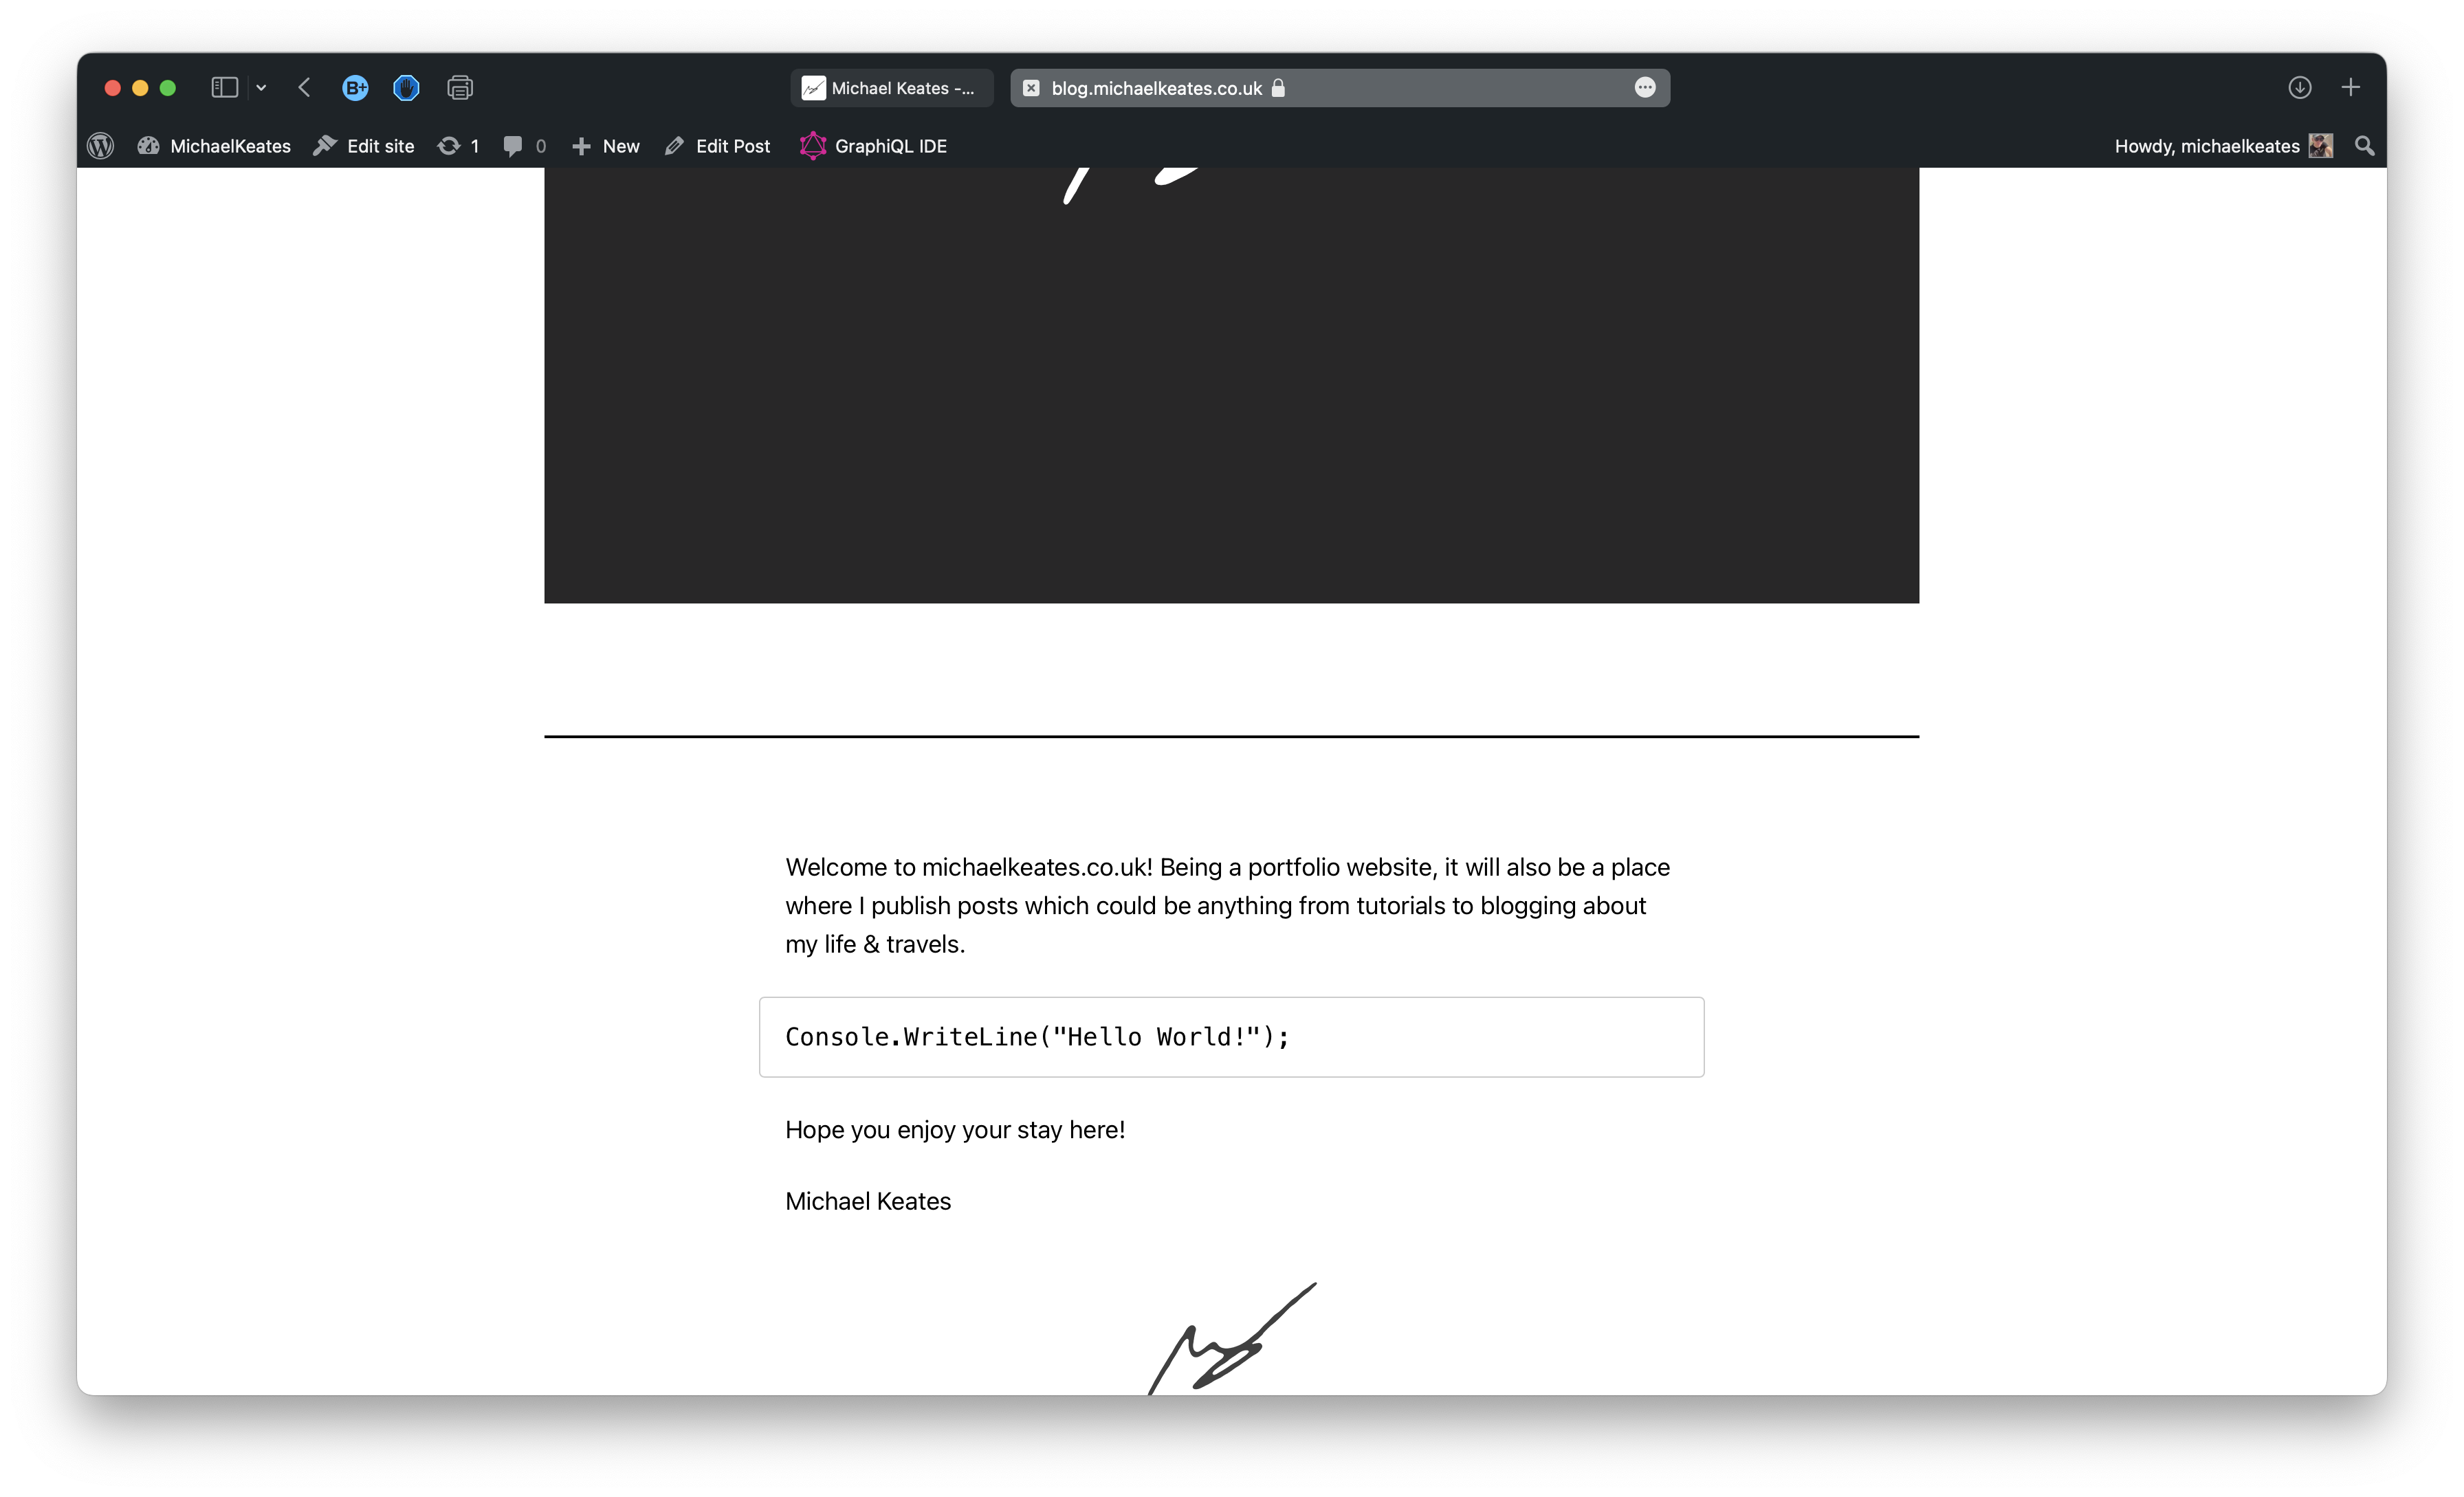 B+
Michael Keates -...
blog.michaelkeates.co.uk
MichaelKeates Edit site 1 0 New Edit Post GraphiQL IDE Howdy, michaelkeates
Welcome to michaelkeates.co.uk! Being a portfolio website, it will also be a place
where I publish posts which could be anything from tutorials to blogging about
my life & travels.
Console.WriteLine("Hello World!");
Hope you enjoy your stay here!
Michael Keates